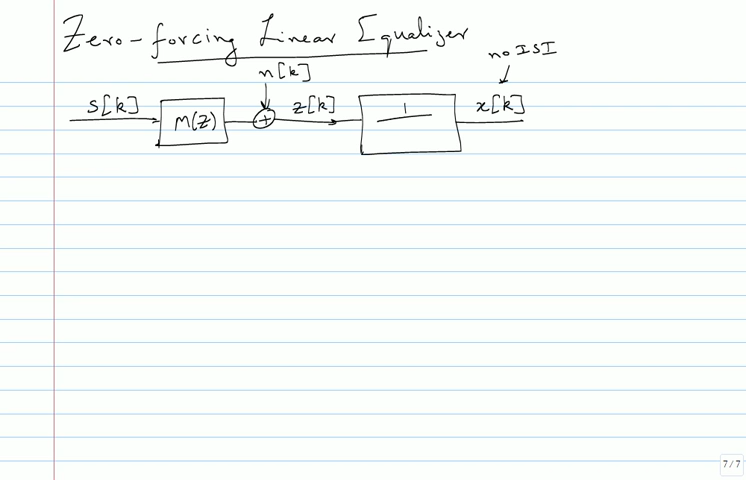 Zero-forcing Linear Equalizer
no ISI
n[k]
s[k] M(z) + z[k] 1 x[k]
7/7